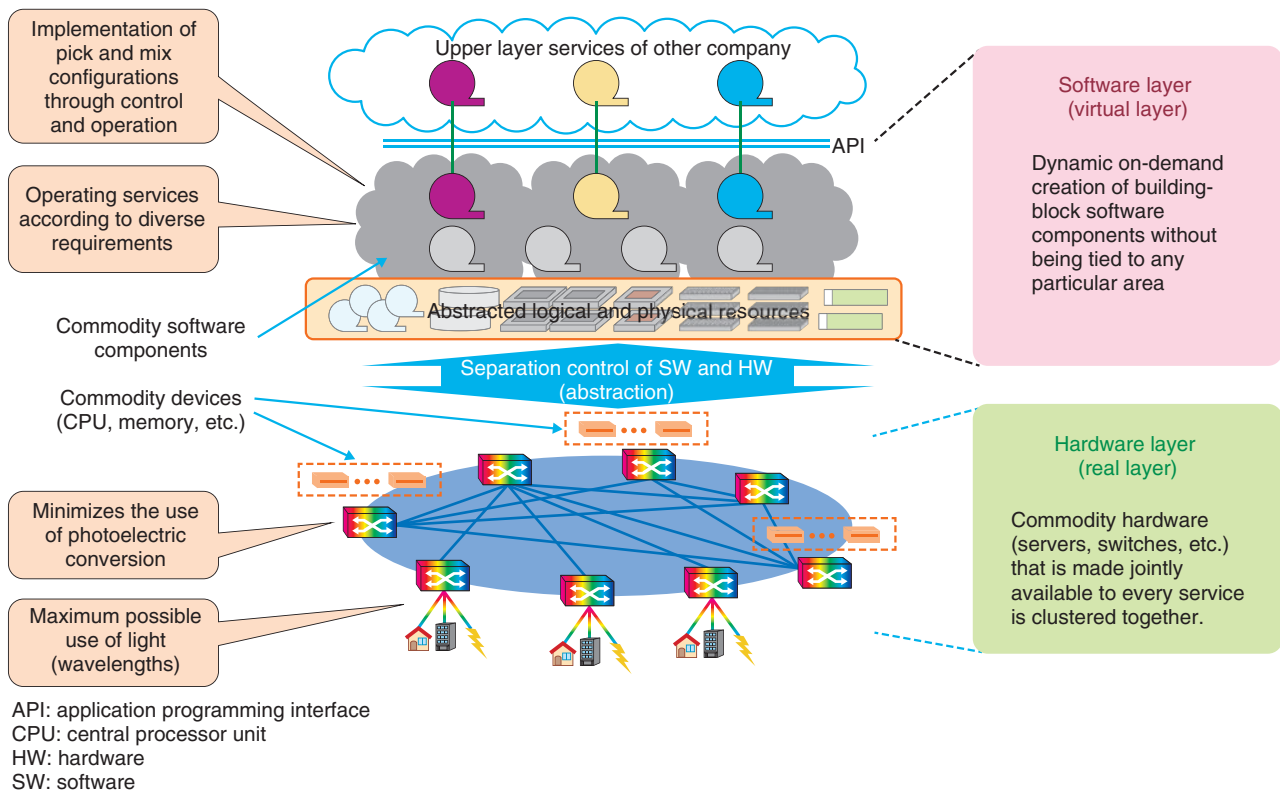 Implementation of
pick and mix
configurations
through control
and operation
Operating services
according to diverse
requirements
Commodity software
components
Commodity devices
(CPU, memory, etc.)
Minimizes the use
of photoelectric
conversion
Maximum possible
use of light
(wavelengths)
Upper layer services of other company
API
Abstracted logical and physical resources
Separation control of SW and HW
(abstraction)
Software layer
(virtual layer)
Dynamic on-demand
creation of building-
block software
components without
being tied to any
particular area
Hardware layer
(real layer)
Commodity hardware
(servers, switches, etc.)
that is made jointly
available to every service
is clustered together.
API: application programming interface
CPU: central processor unit
HW: hardware
SW: software